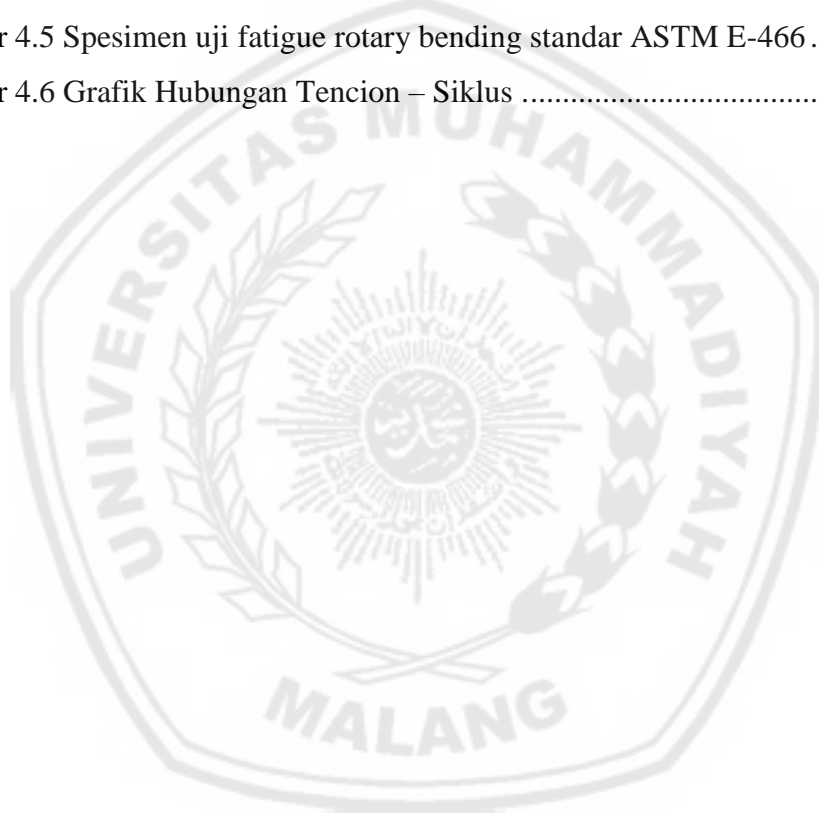 r 4.5 Spesimen uji fatigue rotary bending standar ASTM E-466 .
r 4.6 Grafik Hubungan Tencion – Siklus ....................................
UNIVERSITAS MUHAMMADIYAH
MALANG